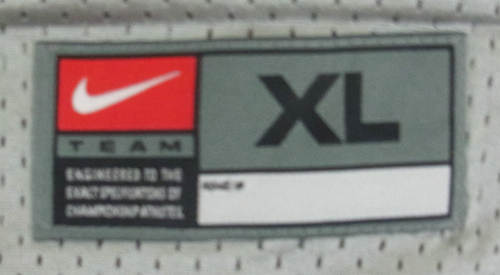 XL
TEAM
ENGINEERED TO THE
EXACT SPECIFICATIONS OF
CHAMPIONSHIP ATHLETES.